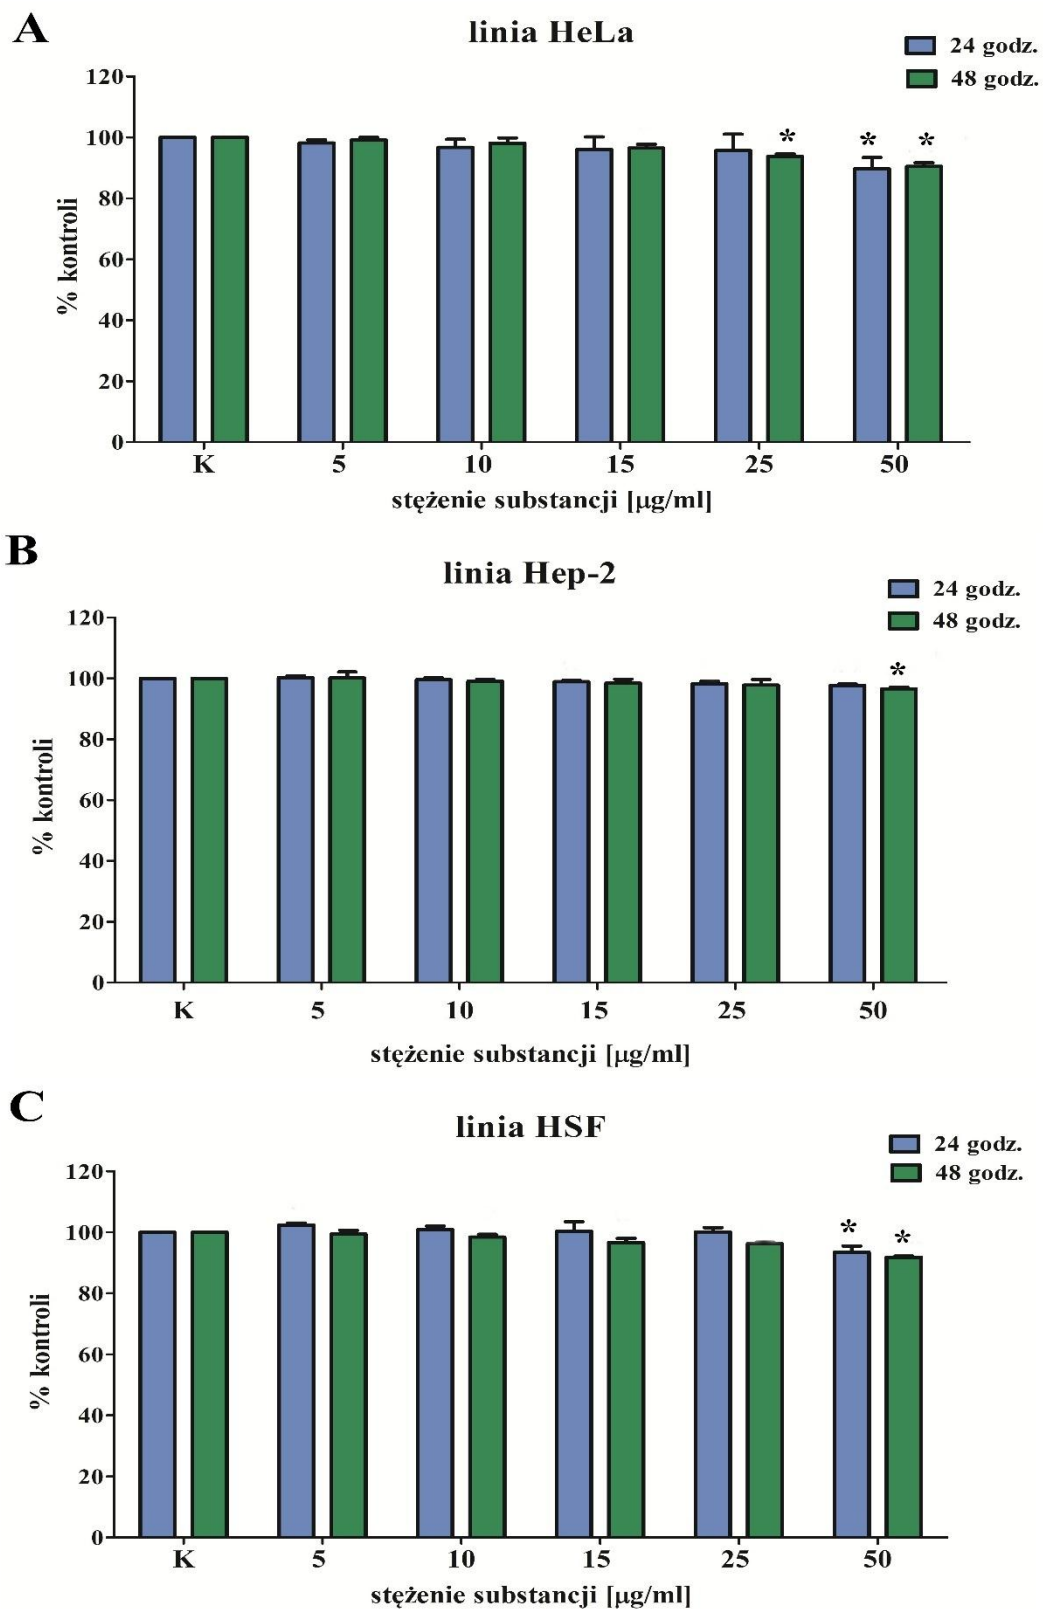 A
linia HeLa
24 godz.
48 godz.
120
100
80
60
40
20
0
% kontroli
* * *
K 5 10 15 25 50
stężenie substancji [µg/ml]
B
linia Hep-2
24 godz.
48 godz.
120
100
80
60
40
20
0
% kontroli
*
K 5 10 15 25 50
stężenie substancji [µg/ml]
C
linia HSF
24 godz.
48 godz.
120
100
80
60
40
20
0
% kontroli
* *
K 5 10 15 25 50
stężenie substancji [µg/ml]